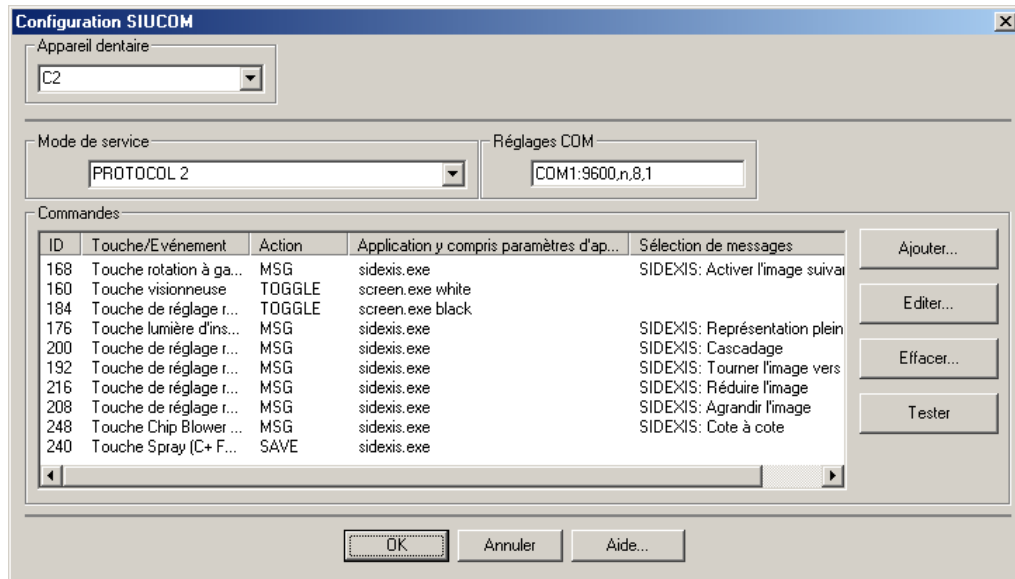 Configuration SIUCOM
Appareil dentaire
C2
Mode de service
PROTOCOL 2
Réglages COM
COM1:9600,n,8,1
Commandes
ID Touche/Evénement Action Application y compris paramètres d'ap... Sélection de messages
168 Touche rotation à ga... MSG sidexis.exe SIDEXIS: Activer l'image suivan
160 Touche visionneuse TOGGLE screen.exe white
184 Touche de réglage r... TOGGLE screen.exe black
176 Touche lumière d'ins... MSG sidexis.exe SIDEXIS: Représentation plein
200 Touche de réglage r... MSG sidexis.exe SIDEXIS: Cascadage
192 Touche de réglage r... MSG sidexis.exe SIDEXIS: Tourner l'image vers
216 Touche de réglage r... MSG sidexis.exe SIDEXIS: Réduire l'image
208 Touche de réglage r... MSG sidexis.exe SIDEXIS: Agrandir l'image
248 Touche Chip Blower ... MSG sidexis.exe SIDEXIS: Cote à cote
240 Touche Spray (C+ F... SAVE sidexis.exe
Ajouter...
Editer...
Effacer...
Tester
OK Annuler Aide...